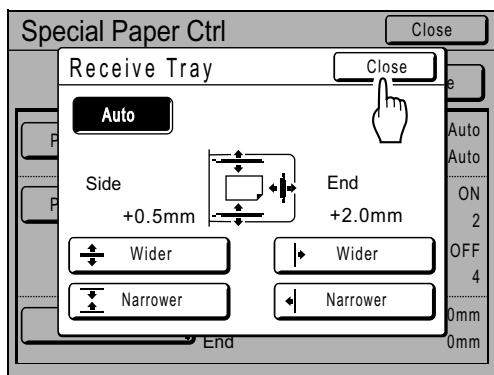 Special Paper Ctrl
Close
Receive Tray
Close
e
Auto
P
Auto
Auto
Side
End
P
ON
+0.5mm
+2.0mm
2
Wider
Wider
OFF
4
Narrower
Narrower
0mm
End
0mm